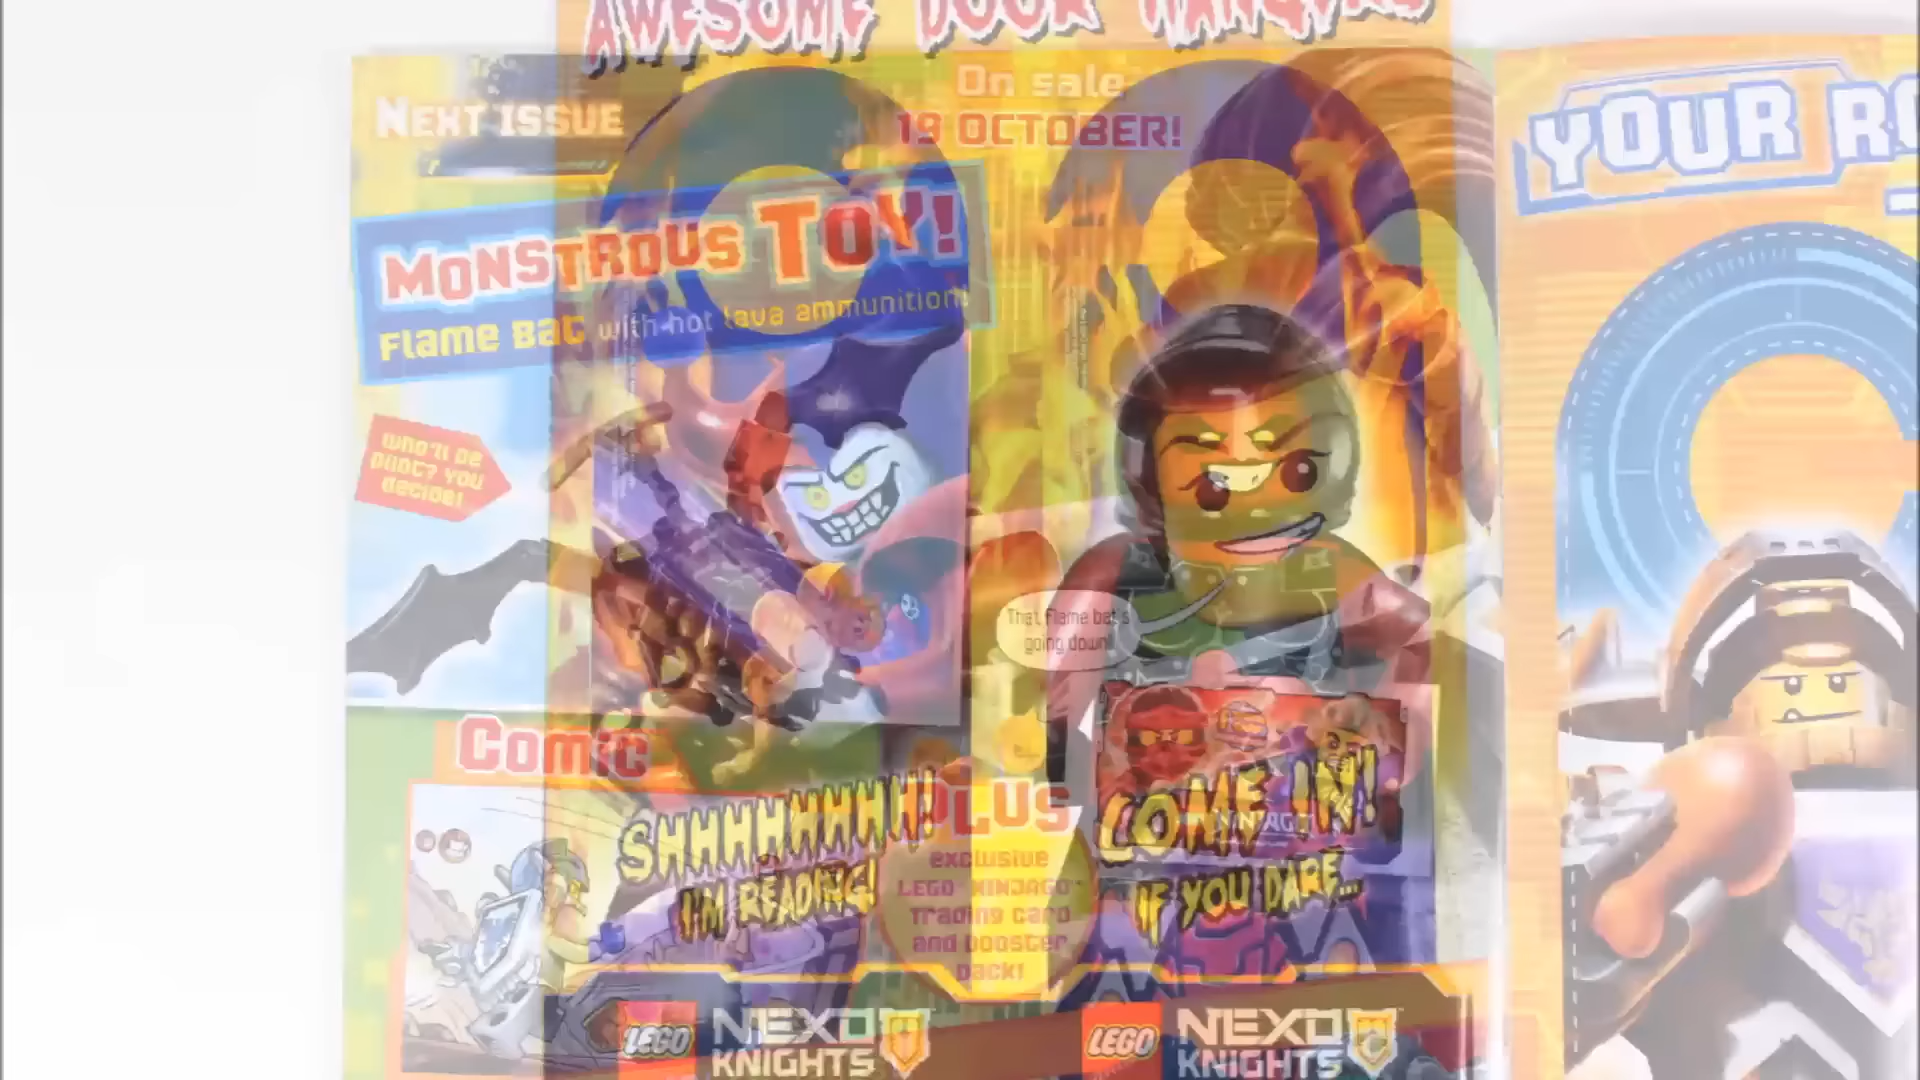 AWESOME DOOR HANGERS
NEXT ISSUE
On sale
19 OCTOBER!
YOUR
MONSTROUS TOY!
Flame Bat with hot lava ammunition!
Who'll be
pilot? You
decide!
That flame bat's
going down!
Comic
SHHHHHHHH!
I'M READING!
PLUS
exclusive
LEGO NINJAGO
Trading card
and booster
pack!
COME IN!
IF YOU DARE...
NINJAGO
LEGO NEXO
KNIGHTS
LEGO NEXO
KNIGHTS